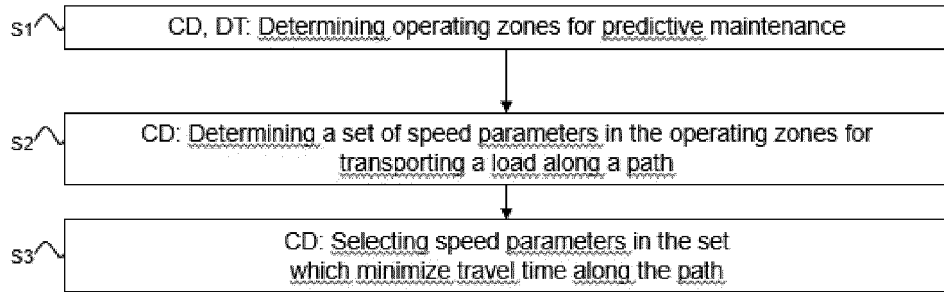 S1 CD, DT: Determining operating zones for predictive maintenance
S2 CD: Determining a set of speed parameters in the operating zones for
transporting a load along a path
S3 CD: Selecting speed parameters in the set
which minimize travel time along the path